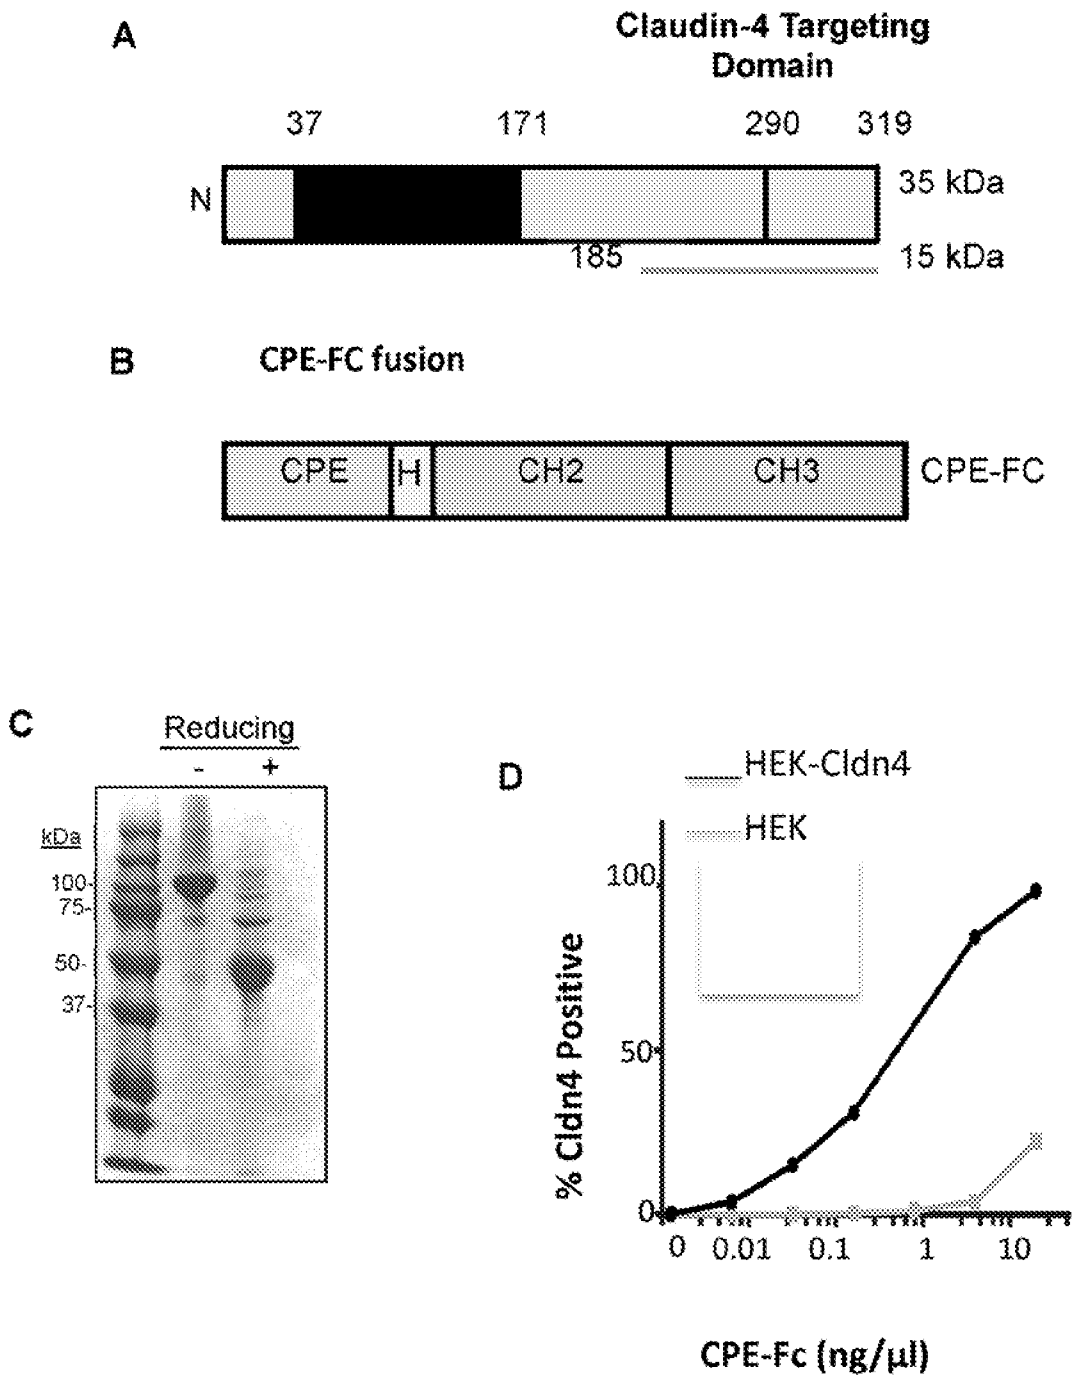 A
Claudin-4 Targeting
Domain
37 171 290 319
N
35 kDa
185
15 kDa
B
CPE-FC fusion
CPE H CH2 CH3 CPE-FC
C
Reducing
- +
kDa
100-
75-
50-
37-
D
HEK-Cldn4
HEK
100
50
0
% Cldn4 Positive
0 0.01 0.1 1 10
CPE-Fc (ng/µl)